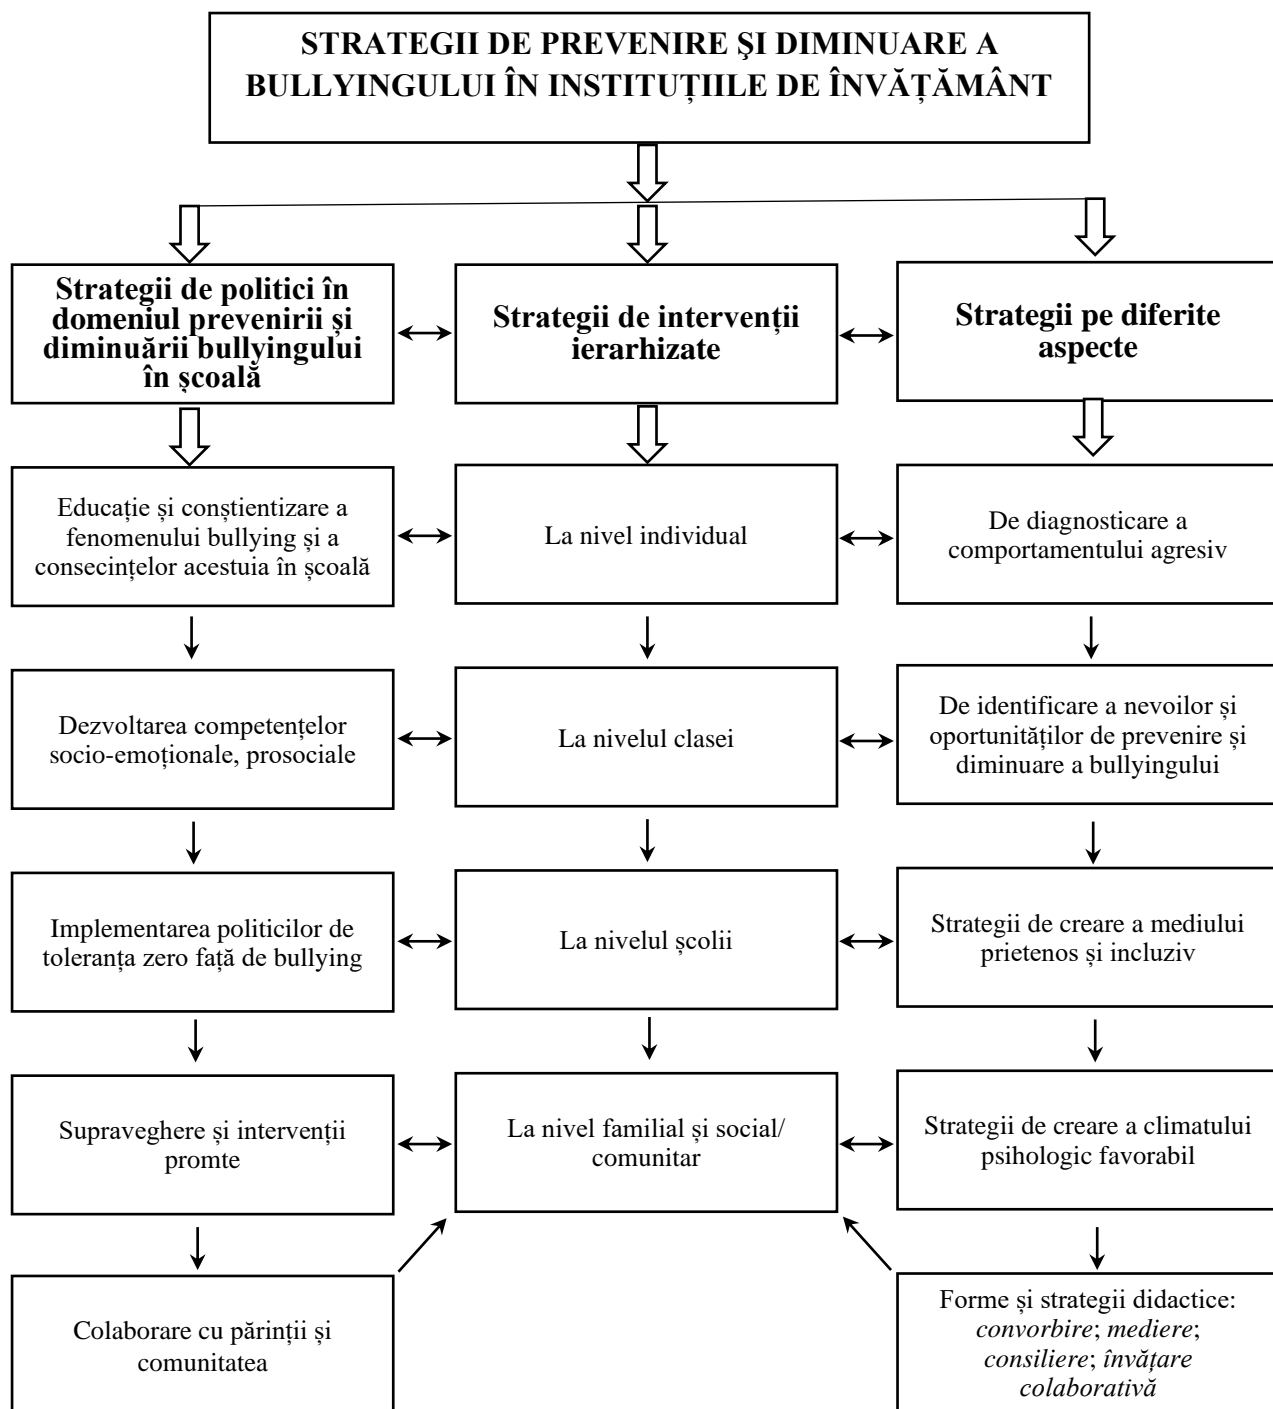 STRATEGII DE PREVENIRE ŞI DIMINUARE A
BULLYINGULUI ÎN INSTITUȚIILE DE ÎNVĂȚĂMÂNT
Strategii de politici în
domeniul prevenirii și
diminuării bullyingului
în școală
Strategii de intervenții
ierarhizate
Strategii pe diferite
aspecte
Educație și conștientizare a
fenomenului bullying și a
consecințelor acestuia în școală
La nivel individual
De diagnosticare a
comportamentului agresiv
Dezvoltarea competențelor
socio-emoționale, prosociale
La nivelul clasei
De identificare a nevoilor și
oportunităților de prevenire și
diminuare a bullyingului
Implementarea politicilor de
toleranța zero față de bullying
La nivelul școlii
Strategii de creare a mediului
prietenos și incluziv
Supraveghere și intervenții
promte
La nivel familial și social/
comunitar
Strategii de creare a climatului
psihologic favorabil
Colaborare cu părinții și
comunitatea
Forme și strategii didactice:
convorbire; mediere;
consiliere; învățare
colaborativă